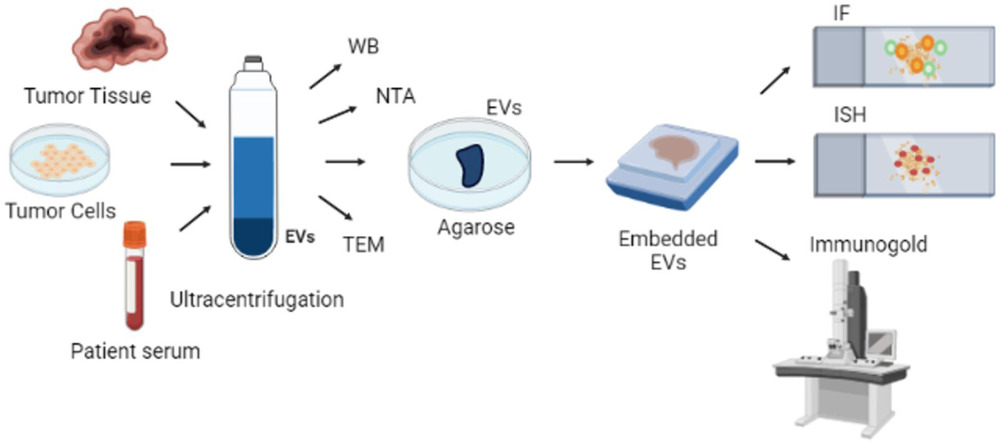 Tumor Tissue
Tumor Cells
Patient serum
EVs
Ultracentrifugation
WB
NTA
TEM
EVs
Agarose
Embedded
EVs
IF
ISH
Immunogold